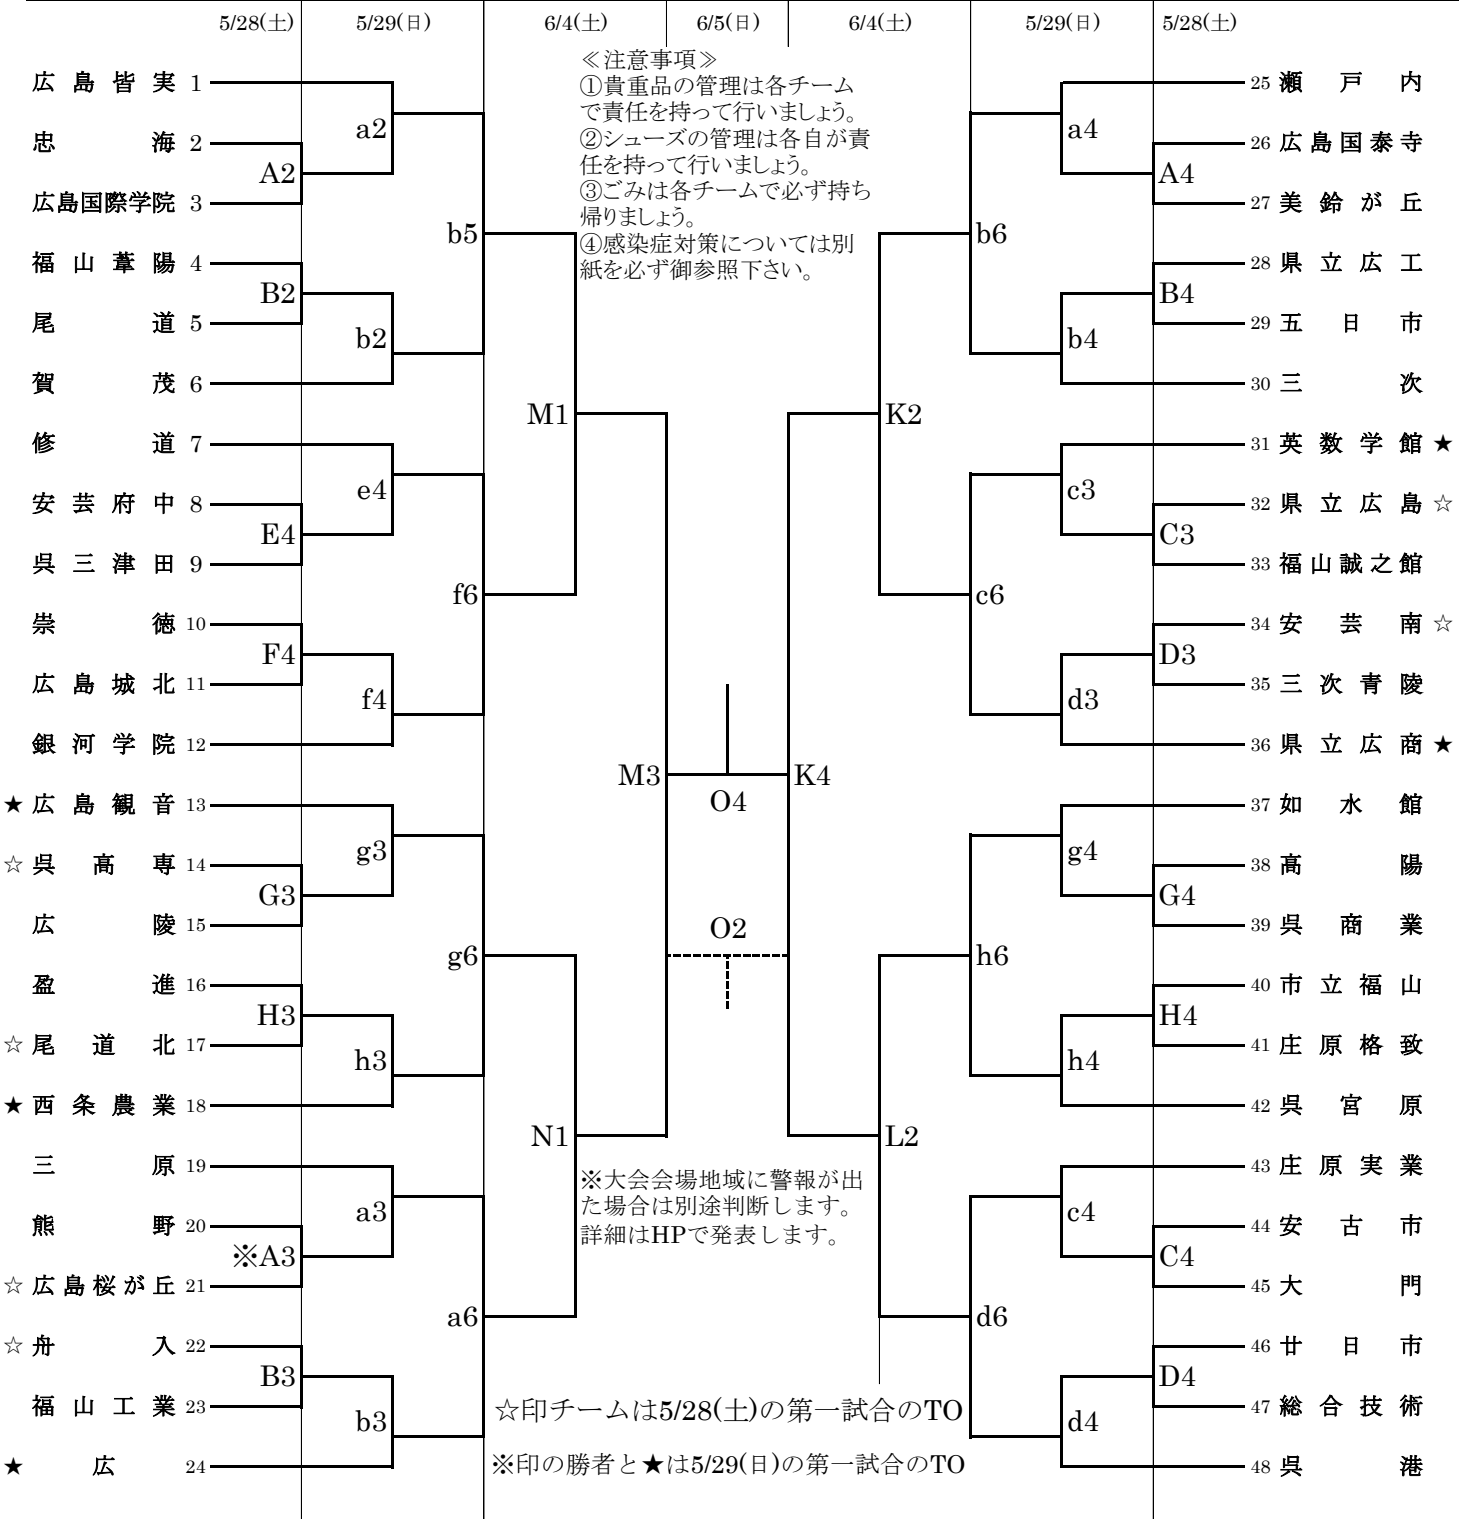 5/28(土) 5/29(日) 6/4(土) 6/5(日) 6/4(土) 5/29(日) 5/28(土)
≪注意事項≫
①貴重品の管理は各チーム
で責任を持って行いましょう。
②シューズの管理は各自が責
任を持って行いましょう。
③ごみは各チームで必ず持ち
帰りましょう。
④感染症対策については別
紙を必ず御参照下さい。
広島皆実 1
忠海 2
広島国際学院 3
福山葦陽 4
尾道 5
賀茂 6
修道 7
安芸府中 8
呉三津田 9
崇徳 10
広島城北 11
銀河学院 12
★広島観音 13
☆呉高専 14
広陵 15
盈進 16
☆尾道北 17
★西条農業 18
三原 19
熊野 20
☆広島桜が丘 21
☆舟入 22
福山工業 23
★広 24
A2
B2
E4
F4
G3
H3
※A3
B3
a2
b2
e4
f4
g3
h3
a3
b3
b5
f6
g6
a6
M1
N1
M3
O4
O2
K4
K2
L2
b6
c6
h6
d6
a4
b4
c3
d3
g4
h4
c4
d4
A4
B4
C3
D3
G4
H4
C4
D4
25 瀬戸内
26 広島国泰寺
27 美鈴が丘
28 県立広工
29 五日市
30 三次
31 英数学館★
32 県立広島☆
33 福山誠之館
34 安芸南☆
35 三次青陵
36 県立広商★
37 如水館
38 高陽
39 呉商業
40 市立福山
41 庄原格致
42 呉宮原
43 庄原実業
44 安古市
45 大門
46 廿日市
47 総合技術
48 呉港
※大会会場地域に警報が出
た場合は別途判断します。
詳細はHPで発表します。
☆印チームは5/28(土)の第一試合のTO
※印の勝者と★は5/29(日)の第一試合のTO